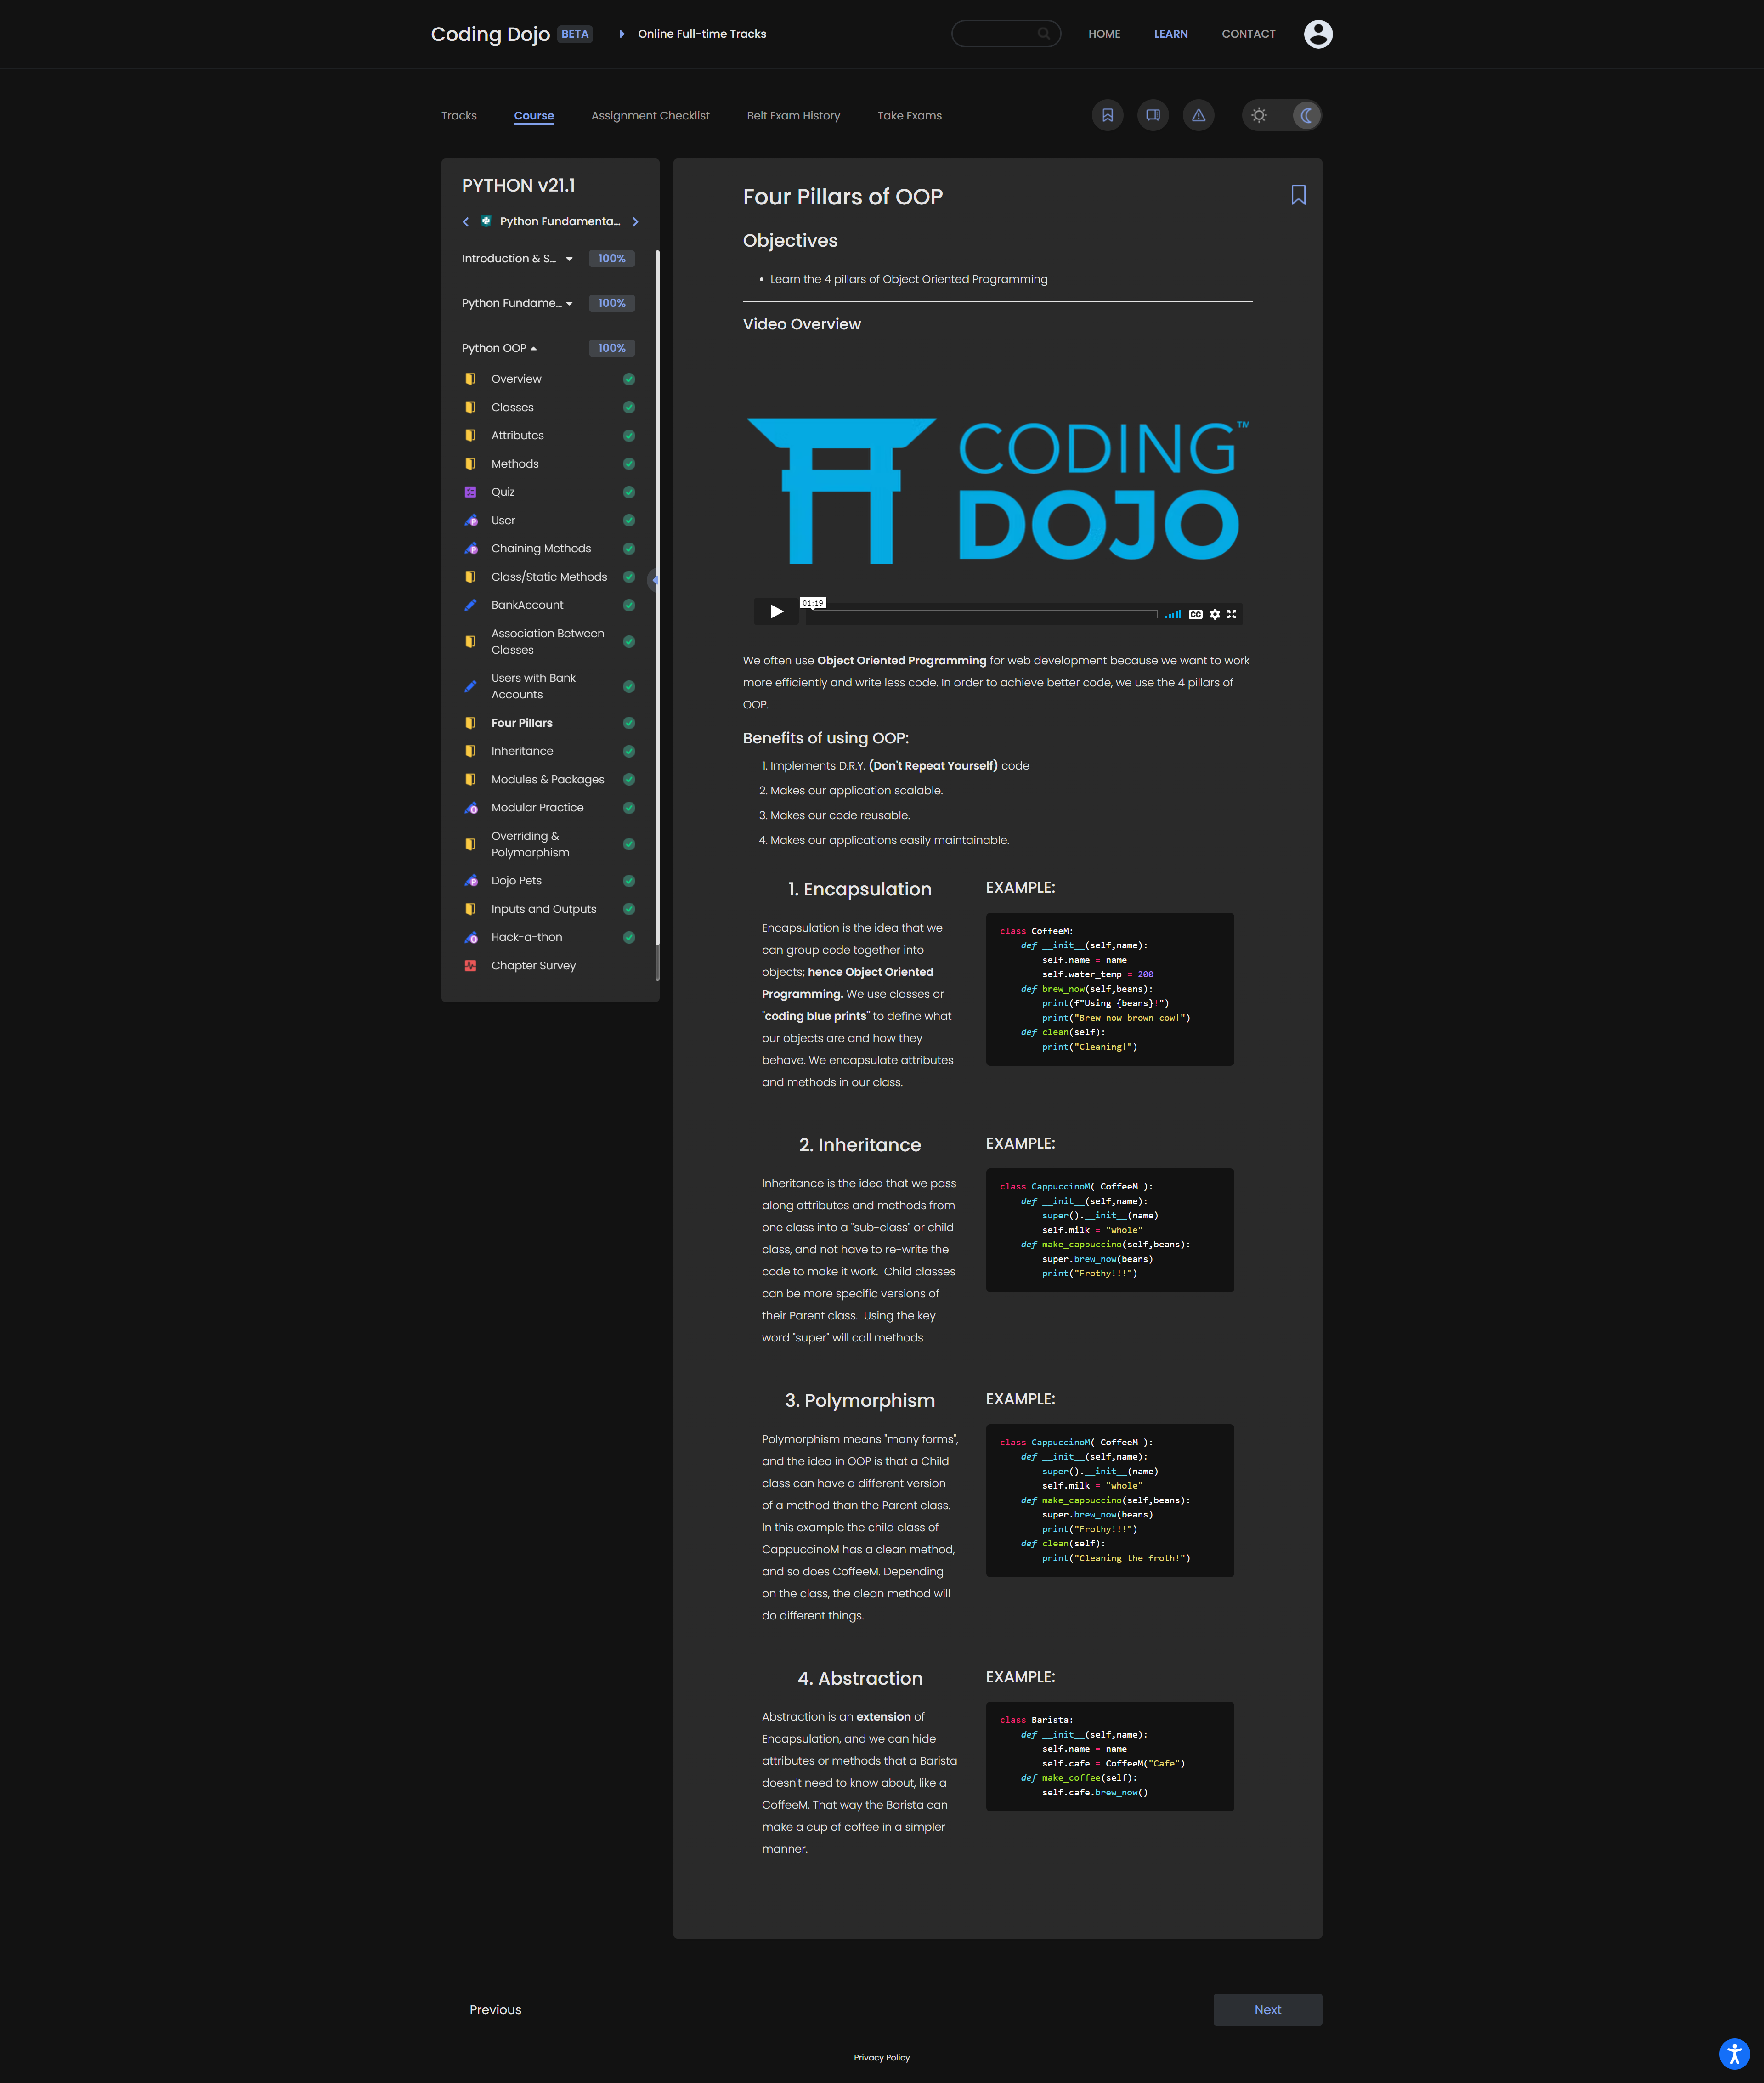 Coding Dojo BETA
Online Full-time Tracks
HOME
LEARN
CONTACT
Tracks
Course
Assignment Checklist
Belt Exam History
Take Exams
PYTHON v21.1
Python Fundamenta...
Introduction & S...
100%
Python Fundame...
100%
Python OOP
100%
Overview
Classes
Attributes
Methods
Quiz
User
Chaining Methods
Class/Static Methods
BankAccount
Association Between
Classes
Users with Bank
Accounts
Four Pillars
Inheritance
Modules & Packages
Modular Practice
Overriding &
Polymorphism
Dojo Pets
Inputs and Outputs
Hack-a-thon
Chapter Survey
Four Pillars of OOP
Objectives
• Learn the 4 pillars of Object Oriented Programming
Video Overview
CODING™
DOJO
01:19
CC
We often use Object Oriented Programming for web development because we want to work
more efficiently and write less code. In order to achieve better code, we use the 4 pillars of
OOP.
Benefits of using OOP:
1. Implements D.R.Y. (Don't Repeat Yourself) code
2. Makes our application scalable.
3. Makes our code reusable.
4. Makes our applications easily maintainable.
1. Encapsulation
Encapsulation is the idea that we
can group code together into
objects; hence Object Oriented
Programming. We use classes or
"coding blue prints" to define what
our objects are and how they
behave. We encapsulate attributes
and methods in our class.
EXAMPLE:
class CoffeeM:
    def __init__(self,name):
        self.name = name
        self.water_temp = 200
    def brew_now(self,beans):
        print(f"Using {beans}!")
        print("Brew now brown cow!")
    def clean(self):
        print("Cleaning!")
2. Inheritance
Inheritance is the idea that we pass
along attributes and methods from
one class into a "sub-class" or child
class, and not have to re-write the
code to make it work.  Child classes
can be more specific versions of
their Parent class.  Using the key
word "super" will call methods
EXAMPLE:
class CappuccinoM( CoffeeM ):
    def __init__(self,name):
        super().__init__(name)
        self.milk = "whole"
    def make_cappuccino(self,beans):
        super.brew_now(beans)
        print("Frothy!!!")
3. Polymorphism
Polymorphism means "many forms",
and the idea in OOP is that a Child
class can have a different version
of a method than the Parent class.
In this example the child class of
CappuccinoM has a clean method,
and so does CoffeeM. Depending
on the class, the clean method will
do different things.
EXAMPLE:
class CappuccinoM( CoffeeM ):
    def __init__(self,name):
        super().__init__(name)
        self.milk = "whole"
    def make_cappuccino(self,beans):
        super.brew_now(beans)
        print("Frothy!!!")
    def clean(self):
        print("Cleaning the froth!")
4. Abstraction
Abstraction is an extension of
Encapsulation, and we can hide
attributes or methods that a Barista
doesn't need to know about, like a
CoffeeM. That way the Barista can
make a cup of coffee in a simpler
manner.
EXAMPLE:
class Barista:
    def __init__(self,name):
        self.name = name
        self.cafe = CoffeeM("Cafe")
    def make_coffee(self):
        self.cafe.brew_now()
Previous
Next
Privacy Policy